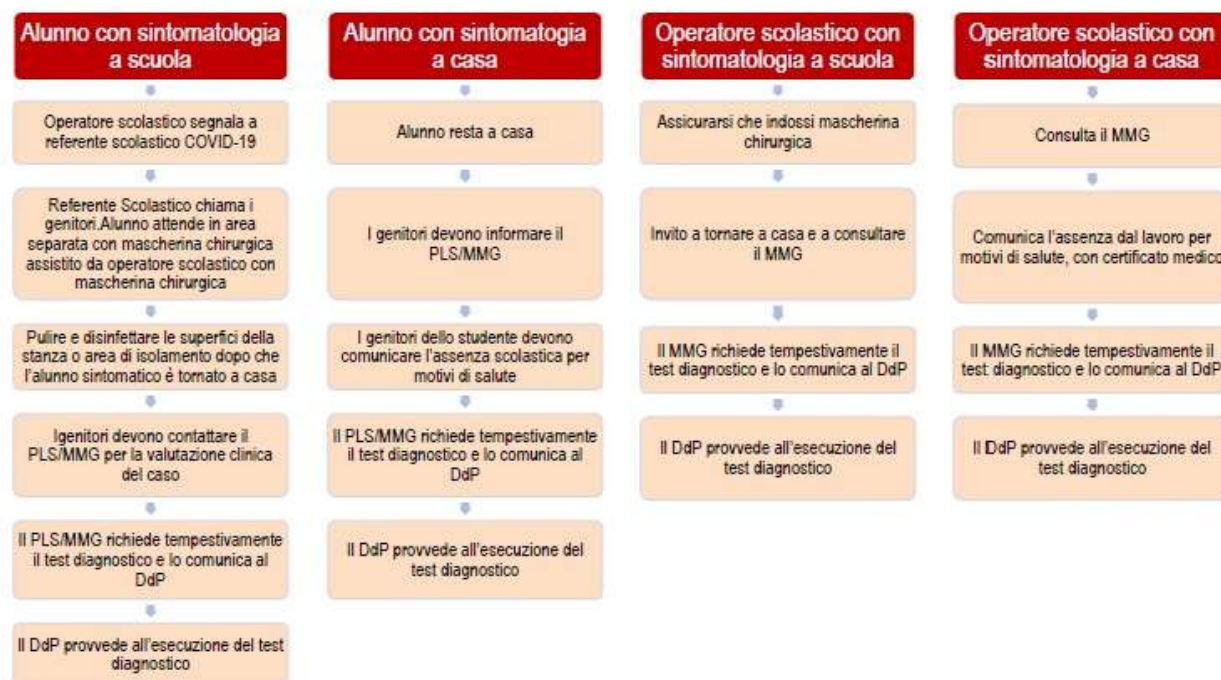 Alunno con sintomatologia
a scuola
Operatore scolastico segnala a
referente scolastico COVID-19
Referente Scolastico chiama i
genitori.Alunno attende in area
separata con mascherina chirurgica
assistito da operatore scolastico con
mascherina chirurgica
Pulire e disinfettare le superfici della
stanza o area di isolamento dopo che
l'alunno sintomatico è tornato a casa
Igenitori devono contattare il
PLS/MMG per la valutazione clinica
del caso
Il PLS/MMG richiede tempestivamente
il test diagnostico e lo comunica al
DdP
Il DdP provvede all'esecuzione del test
diagnostico
Alunno con sintomatogia
a casa
Alunno resta a casa
I genitori devono informare il
PLS/MMG
I genitori dello studente devono
comunicare l'assenza scolastica per
motivi di salute
Il PLS/MMG richiede tempestivamente
il test diagnostico e lo comunica al
DdP
Il DdP provvede all'esecuzione del
test diagnostico
Operatore scolastico con
sintomatologia a scuola
Assicurarsi che indossi mascherina
chirurgica
Invito a tornare a casa e a consultare
il MMG
Il MMG richiede tempestivamente il
test diagnostico e lo comunica al DdP
Il DdP provvede all'esecuzione del
test diagnostico
Operatore scolastico con
sintomatologia a casa
Consulta il MMG
Comunica l'assenza dal lavoro per
motivi di salute, con certificato medico
Il MMG richiede tempestivamente il
test diagnostico e lo comunica al DdP
Il DdP provvede all'esecuzione del
test diagnostico